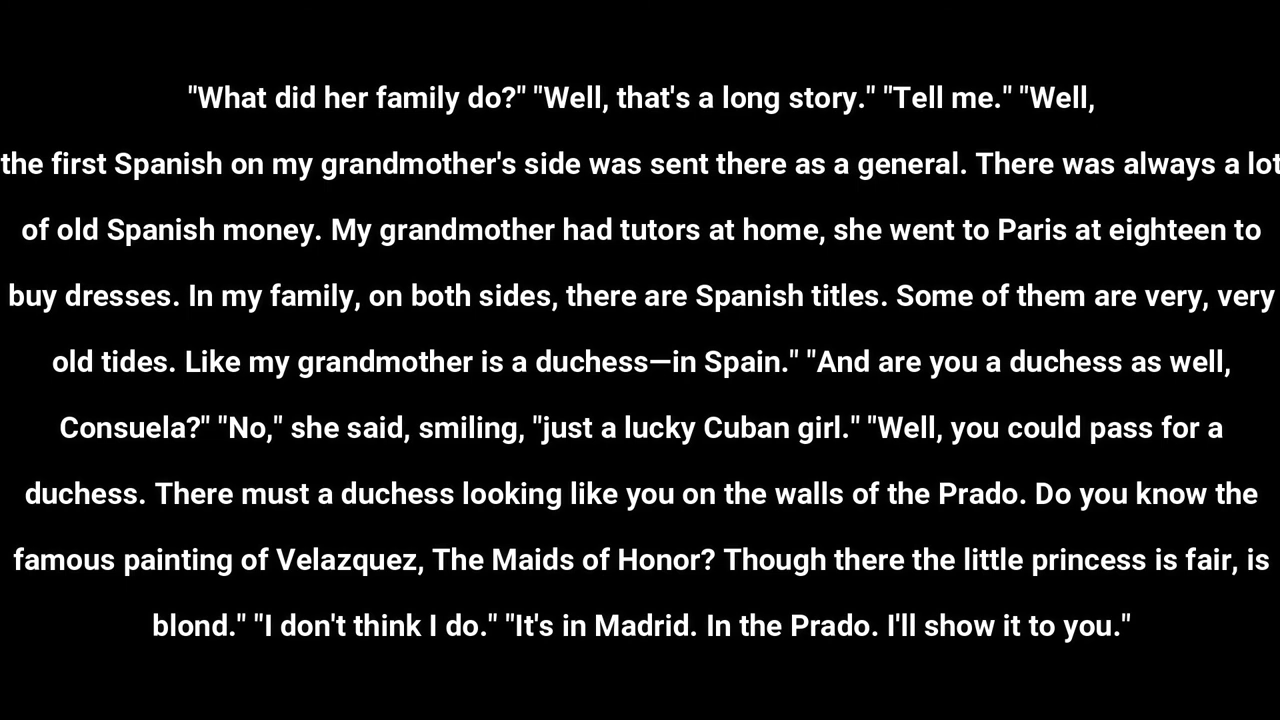 "What did her family do?" "Well, that's a long story." "Tell me." "Well,
the first Spanish on my grandmother's side was sent there as a general. There was always a lot
of old Spanish money. My grandmother had tutors at home, she went to Paris at eighteen to
buy dresses. In my family, on both sides, there are Spanish titles. Some of them are very, very
old tides. Like my grandmother is a duchess—in Spain." "And are you a duchess as well,
Consuela?" "No," she said, smiling, "just a lucky Cuban girl." "Well, you could pass for a
duchess. There must a duchess looking like you on the walls of the Prado. Do you know the
famous painting of Velazquez, The Maids of Honor? Though there the little princess is fair, is
blond." "I don't think I do." "It's in Madrid. In the Prado. I'll show it to you."